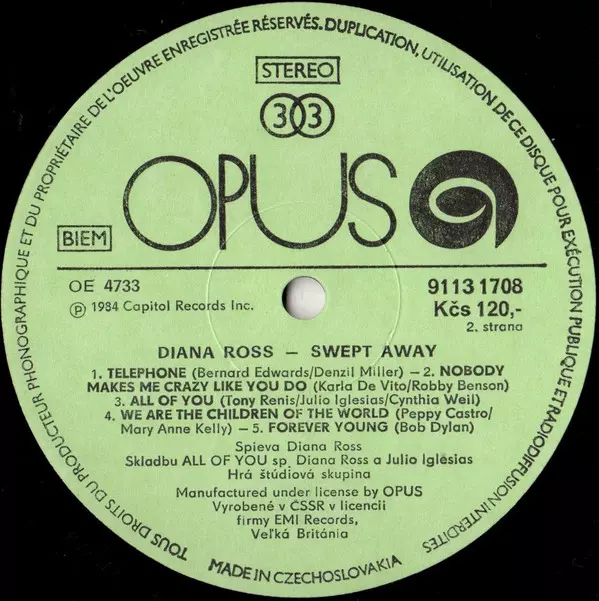 TOUS DROITS DU PRODUCTEUR PHONOGRAPHIQUE ET DU PROPRIÉTAIRE DE L'OEUVRE ENREGISTRÉE RÉSERVÉS. DUPLICATION, UTILISATION DE CE DISQUE POUR EXÉCUTION PUBLIQUE ET RADIODIFFUSION INTERDITES
STEREO
33
OPUS
BIEM
OE 4733
℗ 1984 Capitol Records Inc.
9113 1708
Kčs 120,-
2. strana
DIANA ROSS – SWEPT AWAY
1. TELEPHONE (Bernard Edwards/Denzil Miller) – 2. NOBODY
MAKES ME CRAZY LIKE YOU DO (Karla De Vito/Robby Benson)
3. ALL OF YOU (Tony Renis/Julio Iglesias/Cynthia Weil)
4. WE ARE THE CHILDREN OF THE WORLD (Peppy Castro/
Mary Anne Kelly) – 5. FOREVER YOUNG (Bob Dylan)
Spieva Diana Ross
Skladbu ALL OF YOU sp. Diana Ross a Julio Iglesias
Hrá štúdiová skupina
Manufactured under license by OPUS
Vyrobené v ČSSR v licencii
firmy EMI Records,
Veľká Británia
MADE IN CZECHOSLOVAKIA